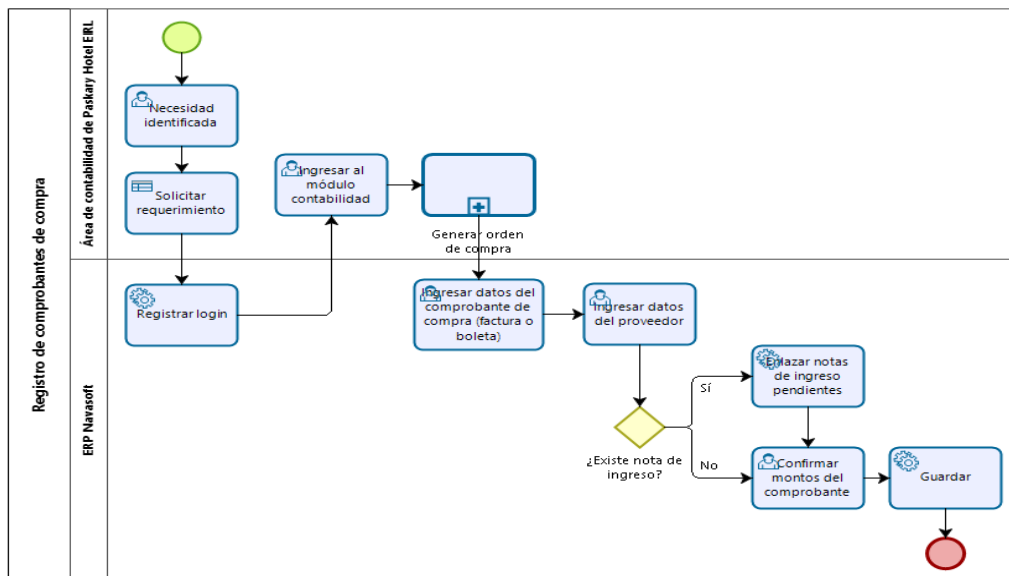 Registro de comprobantes de compra
Área de contabilidad de Paskary Hotel EIRL
Necesidad
identificada
Solicitar
requerimiento
Ingresar al
módulo
contabilidad
Generar orden
de compra
ERP Navasoft
Registrar login
Ingresar datos del
comprobante de
compra (factura o
boleta)
Ingresar datos
del proveedor
¿Existe nota de
ingreso?
Sí
Enlazar notas
de ingreso
pendientes
No
Confirmar
montos del
comprobante
Guardar